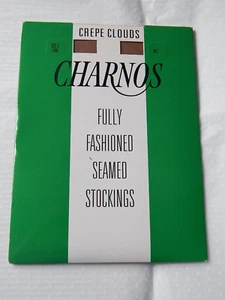 CREPE CLOUDS
CHARNOS
FULLY
FASHIONED
'SEAMED
STOCKINGS